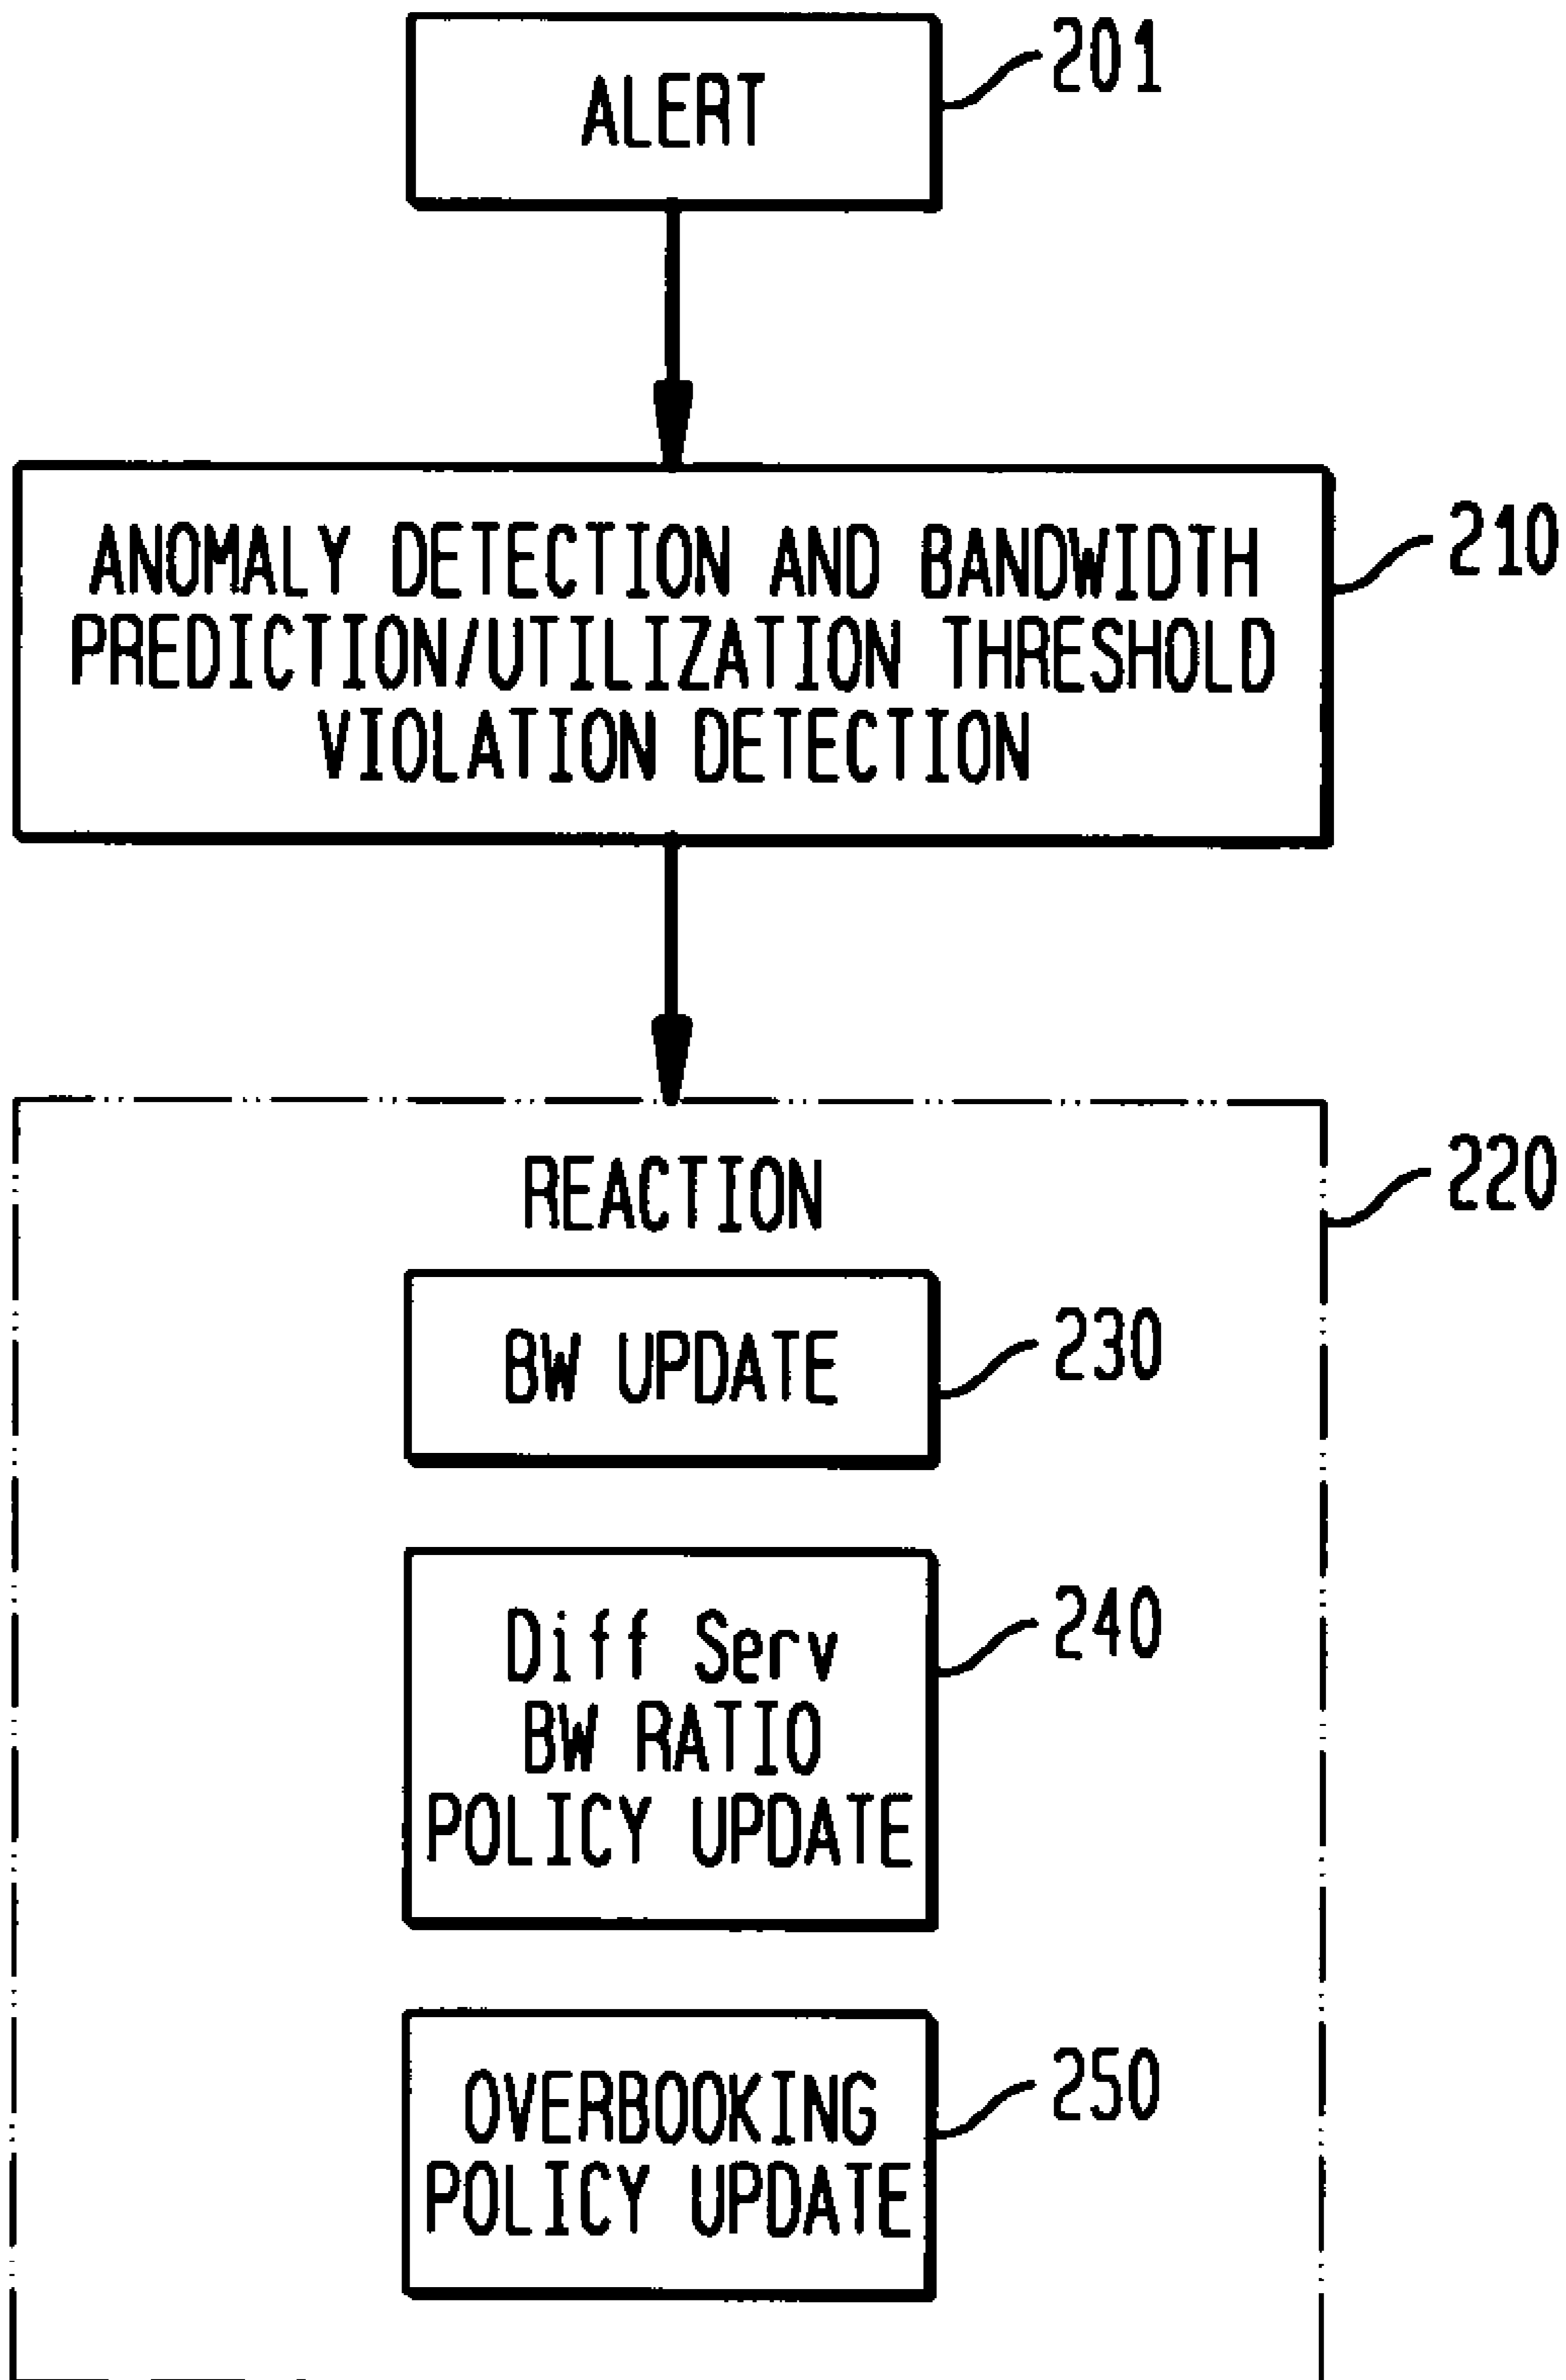 ALERT
201
ANOMALY DETECTION AND BANDWIDTH
PREDICTION/UTILIZATION THRESHOLD
VIOLATION DETECTION
210
REACTION
220
BW UPDATE
230
Diff Serv
BW RATIO
POLICY UPDATE
240
OVERBOOKING
POLICY UPDATE
250